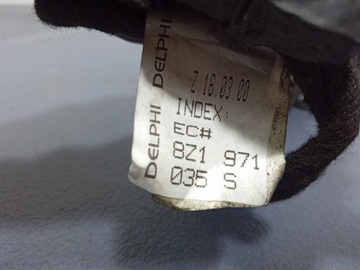 DELPHI DELPHI
Z 16 03 00
INDEX:
EC#
8Z1 971
035 S